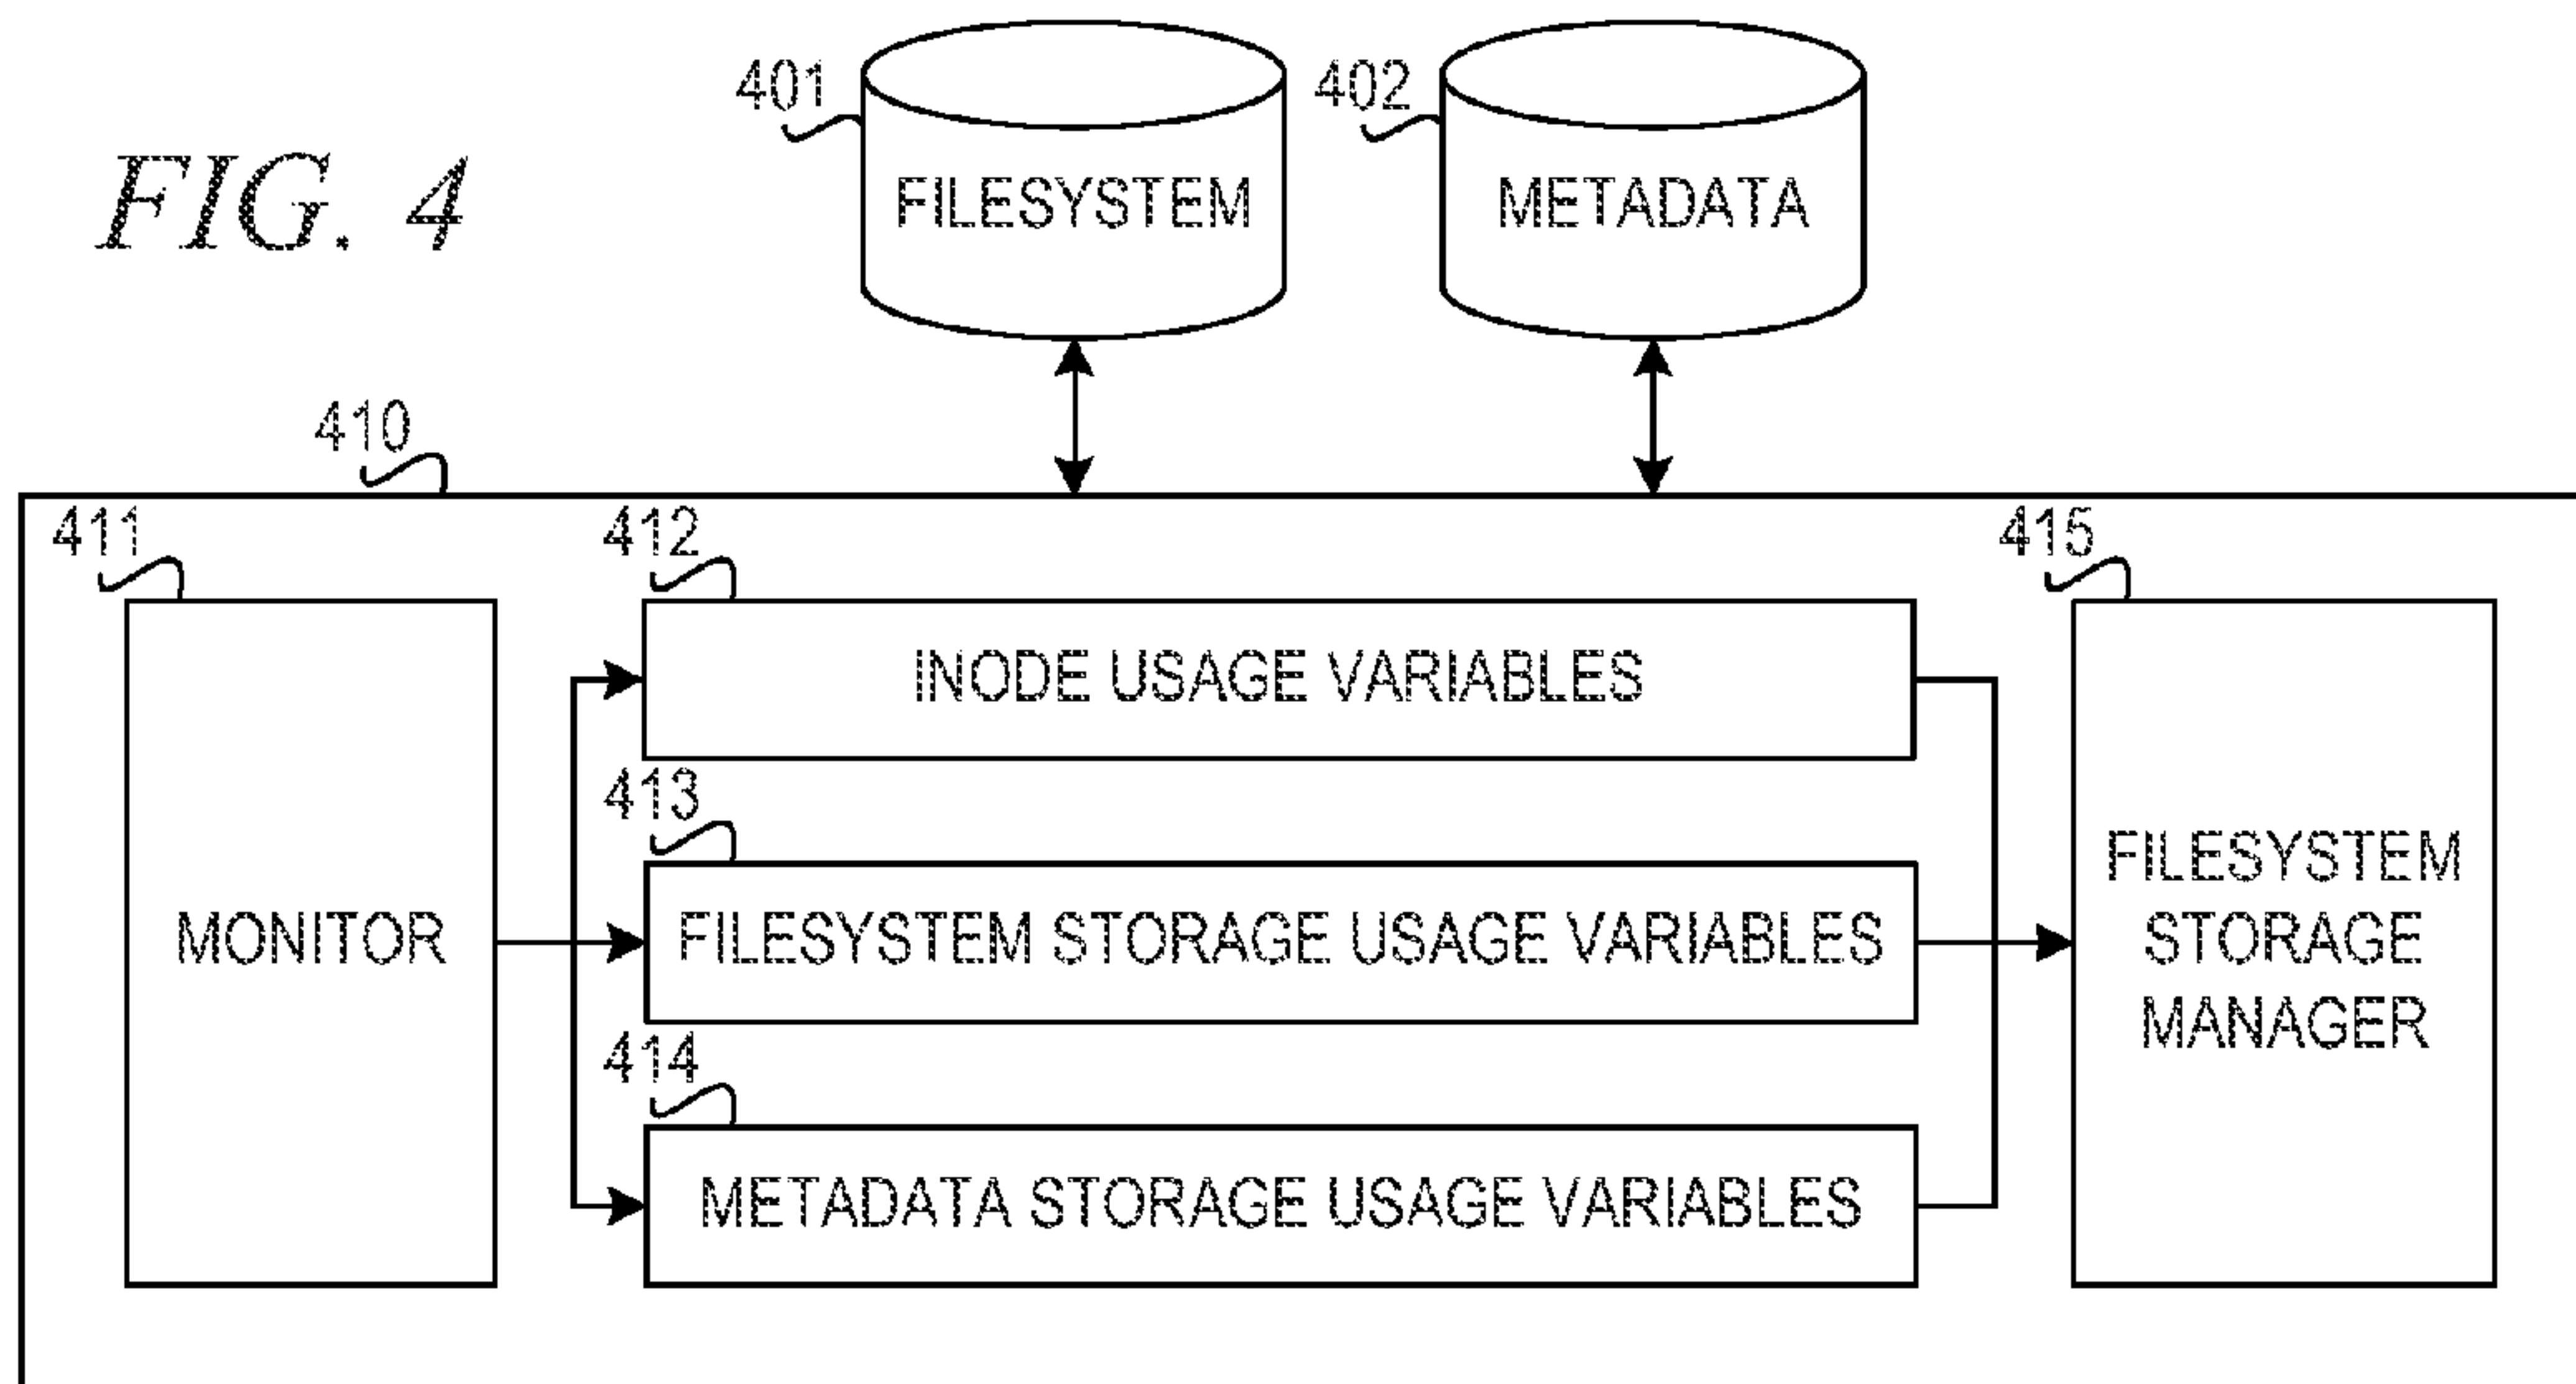 FIG. 4
401
402
FILESYSTEM
METADATA
410
411
412
415
INODE USAGE VARIABLES
413
MONITOR
FILESYSTEM STORAGE USAGE VARIABLES
FILESYSTEM
STORAGE
MANAGER
414
METADATA STORAGE USAGE VARIABLES